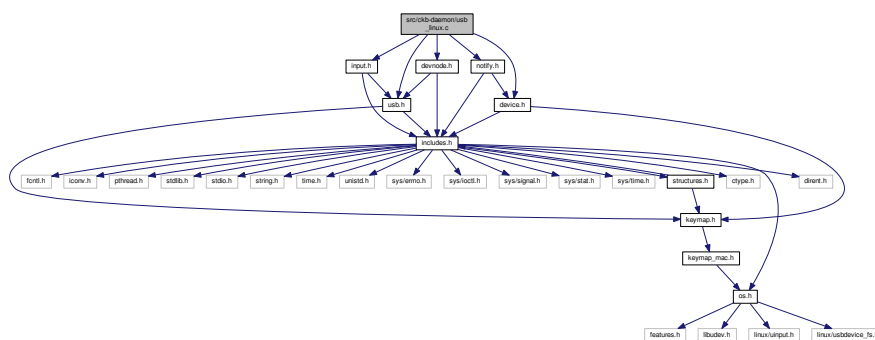 src/ckb-daemon/usb
_linux.c
input.h
devnode.h
notify.h
usb.h
device.h
includes.h
fcntl.h
iconv.h
pthread.h
stdlib.h
stdio.h
string.h
time.h
unistd.h
sys/errno.h
sys/ioctl.h
sys/signal.h
sys/stat.h
sys/time.h
structures.h
ctype.h
dirent.h
keymap.h
keymap_mac.h
os.h
features.h
libudev.h
linux/uinput.h
linux/usbdevice_fs.h